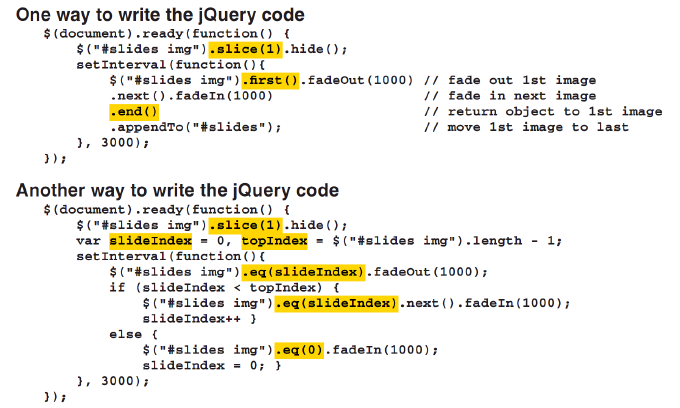 One way to write the jQuery code
$(document).ready(function() {
    $("#slides img").slice(1).hide();
    setInterval(function(){
        $("#slides img").first().fadeOut(1000) // fade out 1st image
        .next().fadeIn(1000)                   // fade in next image
        .end()                                 // return object to 1st image
        .appendTo("#slides");                  // move 1st image to last
    }, 3000);
});
Another way to write the jQuery code
$(document).ready(function() {
    $("#slides img").slice(1).hide();
    var slideIndex = 0, topIndex = $("#slides img").length - 1;
    setInterval(function(){
        $("#slides img").eq(slideIndex).fadeOut(1000);
        if (slideIndex < topIndex) {
            $("#slides img").eq(slideIndex).next().fadeIn(1000);
            slideIndex++ }
        else {
            $("#slides img").eq(0).fadeIn(1000);
            slideIndex = 0; }
    }, 3000);
});